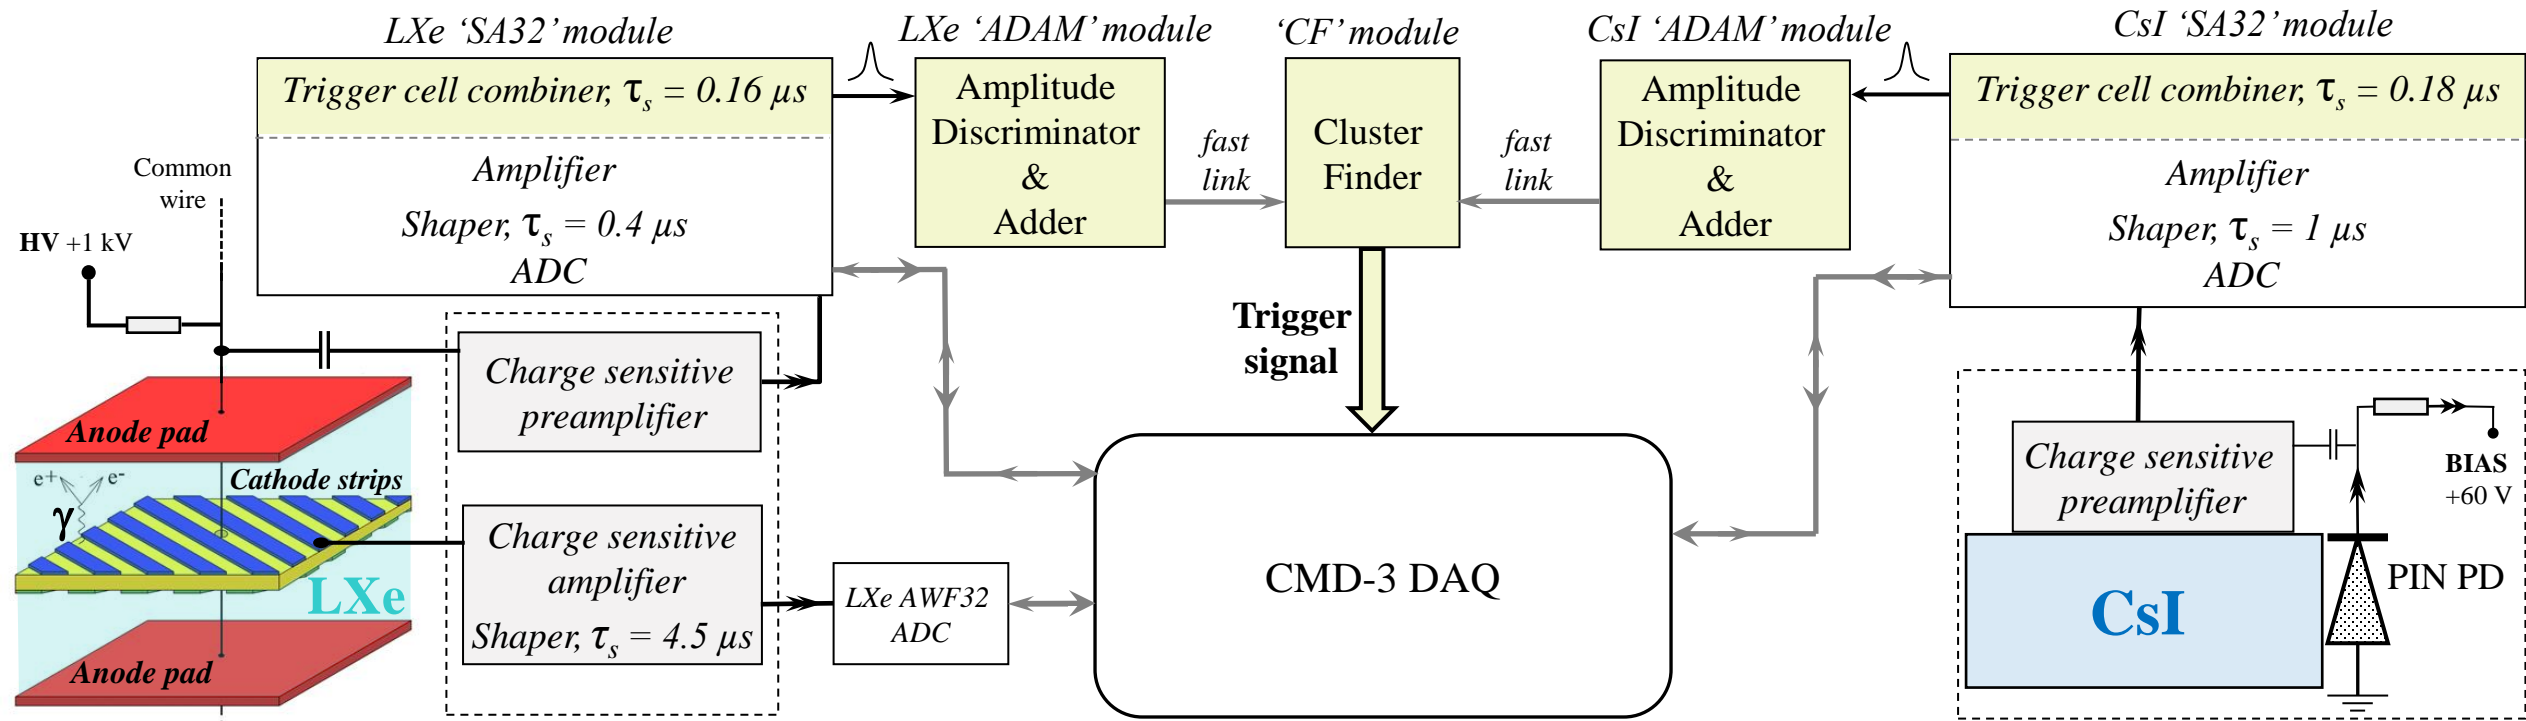 LXe ‘SA32’ module
LXe ‘ADAM’ module
‘CF’ module
CsI ‘ADAM’ module
CsI ‘SA32’ module
Trigger cell combiner, τs = 0.16 µs
Amplifier
Shaper, τs = 0.4 µs
ADC
Amplitude
Discriminator
&
Adder
fast
link
Cluster
Finder
fast
link
Amplitude
Discriminator
&
Adder
Trigger cell combiner, τs = 0.18 µs
Amplifier
Shaper, τs = 1 µs
ADC
Common
wire
HV +1 kV
Trigger
signal
Charge sensitive
preamplifier
Anode pad
Cathode strips
e+
e-
γ
LXe
Anode pad
Charge sensitive
amplifier
Shaper, τs = 4.5 µs
LXe AWF32
ADC
CMD-3 DAQ
Charge sensitive
preamplifier
BIAS
+60 V
PIN PD
CsI